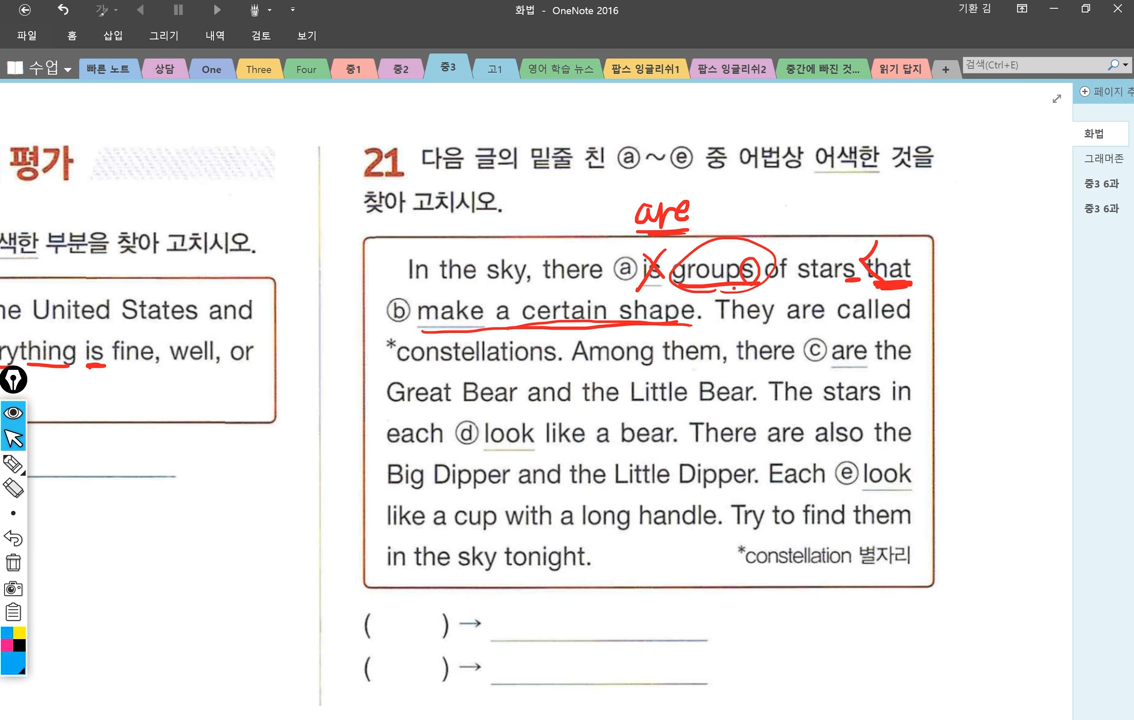 화법 - OneNote 2016
기환 김
파일 홈 삽입 그리기 내역 검토 보기
수업 빠른 노트 상담 One Three Four 중1 중2 중3 고1 영어 학습 뉴스 팝스 잉글리쉬1 팝스 잉글리쉬2 중간에 빠진 것... 읽기 답지 + 검색(Ctrl+E)
페이지 추
화법
그래머존
중3 6과
중3 6과
평가
색한 부분을 찾아 고치시오.
ne United States and
rything is fine, well, or
21 다음 글의 밑줄 친 ⓐ~ⓔ 중 어법상 어색한 것을
찾아 고치시오.
are
In the sky, there ⓐ is groups of stars that
ⓑ make a certain shape. They are called
*constellations. Among them, there ⓒ are the
Great Bear and the Little Bear. The stars in
each ⓓ look like a bear. There are also the
Big Dipper and the Little Dipper. Each ⓔ look
like a cup with a long handle. Try to find them
in the sky tonight. *constellation 별자리
( ) →
( ) →